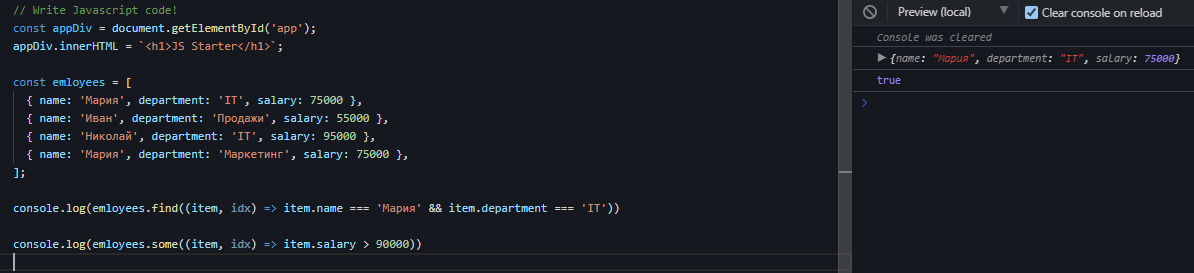 // Write Javascript code!
const appDiv = document.getElementById('app');
appDiv.innerHTML = `<h1>JS Starter</h1>`;
const emloyees = [
{ name: 'Мария', department: 'IT', salary: 75000 },
{ name: 'Иван', department: 'Продажи', salary: 55000 },
{ name: 'Николай', department: 'IT', salary: 95000 },
{ name: 'Мария', department: 'Маркетинг', salary: 75000 },
];
console.log(emloyees.find((item, idx) => item.name === 'Мария' && item.department === 'IT'))
console.log(emloyees.some((item, idx) => item.salary > 90000))
Preview (local)
Clear console on reload
Console was cleared
{name: "Мария", department: "IT", salary: 75000}
true